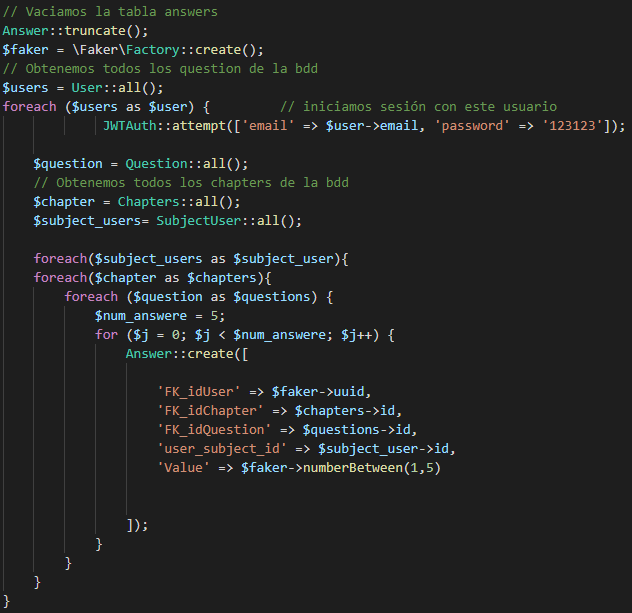 // Vaciamos la tabla answers
Answer::truncate();
$faker = \Faker\Factory::create();
// Obtenemos todos los question de la bdd
$users = User::all();
foreach ($users as $user) {         // iniciamos sesión con este usuario
            JWTAuth::attempt(['email' => $user->email, 'password' => '123123']);

    $question = Question::all();
    // Obtenemos todos los chapters de la bdd
    $chapter = Chapters::all();
    $subject_users= SubjectUser::all();

    foreach($subject_users as $subject_user){
    foreach($chapter as $chapters){
        foreach ($question as $questions) {
            $num_answere = 5;
            for ($j = 0; $j < $num_answere; $j++) {
                Answer::create([

                    'FK_idUser' => $faker->uuid,
                    'FK_idChapter' => $chapters->id,
                    'FK_idQuestion' => $questions->id,
                    'user_subject_id' => $subject_user->id,
                    'Value' => $faker->numberBetween(1,5)


                ]);
            }
        }
    }
}